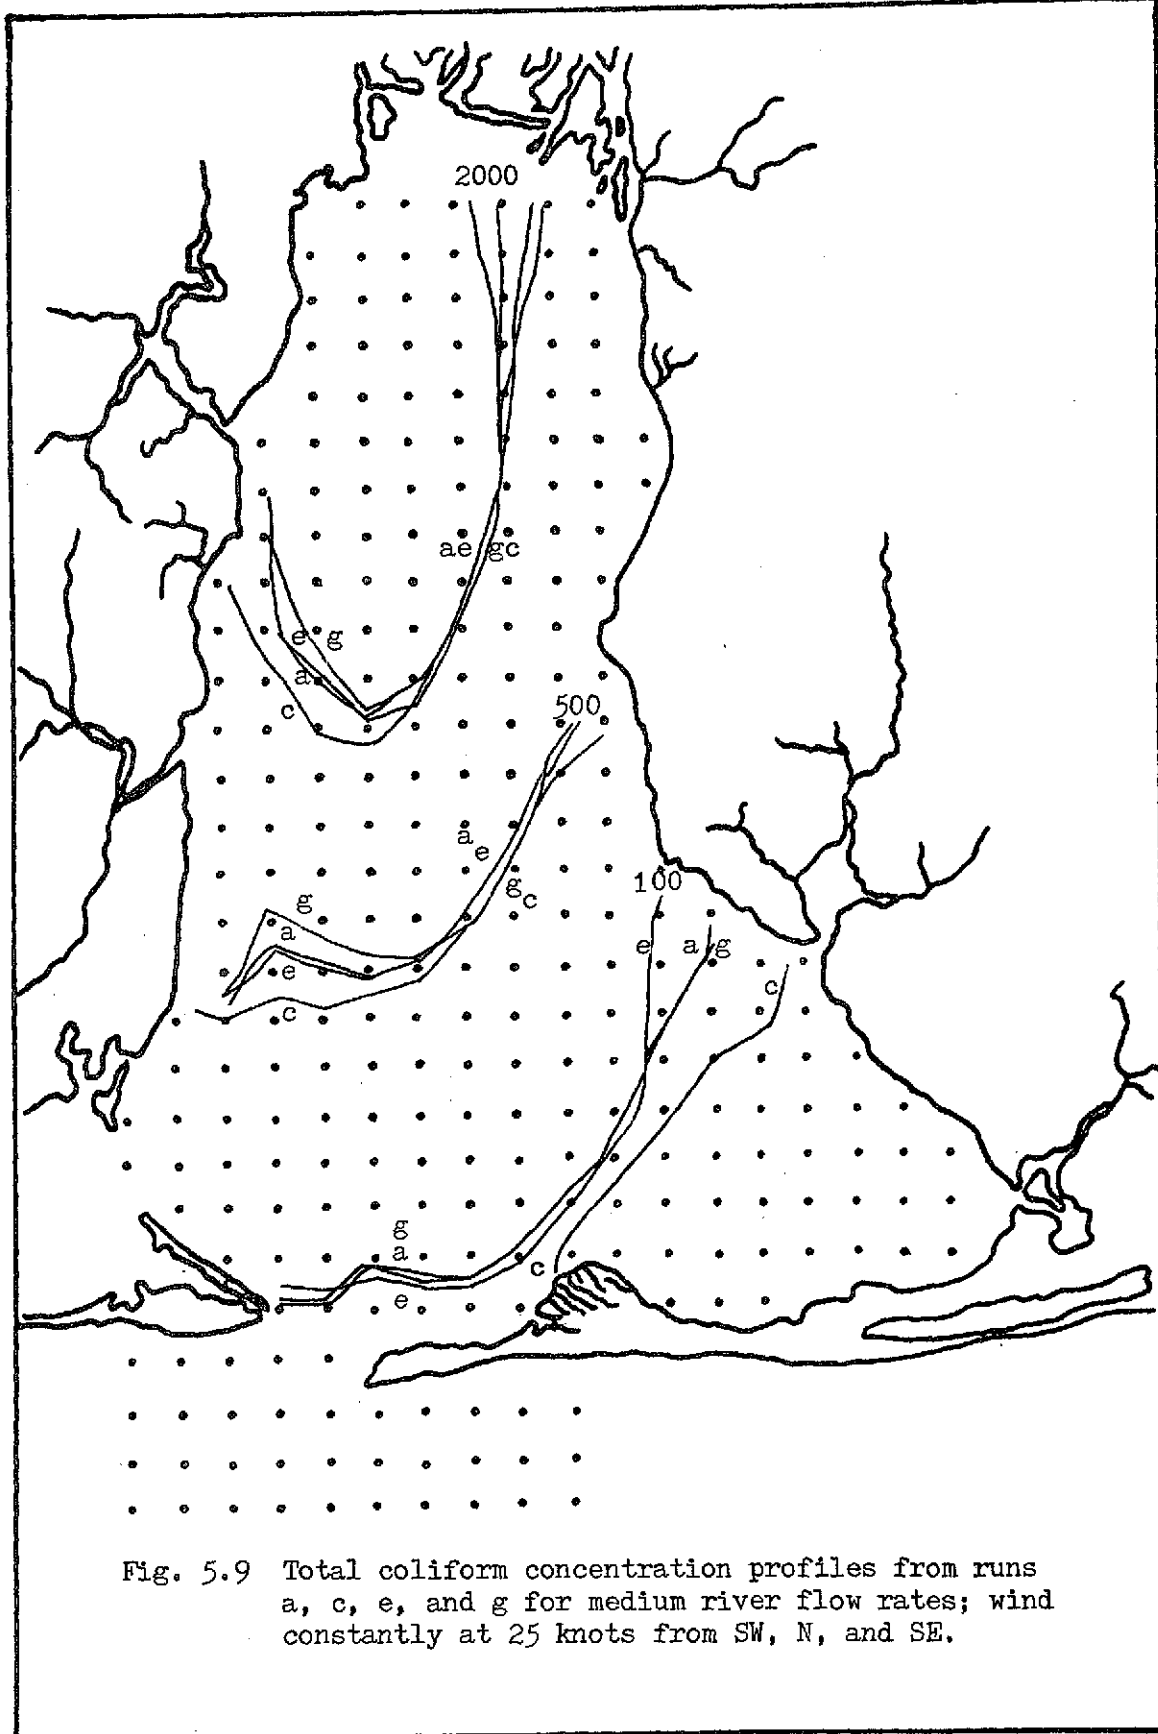 2000
ae gc
e g
a
c
500
a
e
g
c
g
a
e
c
100
e a g
c
g
a
c
e
Fig. 5.9 Total coliform concentration profiles from runs
a, c, e, and g for medium river flow rates; wind
constantly at 25 knots from SW, N, and SE.